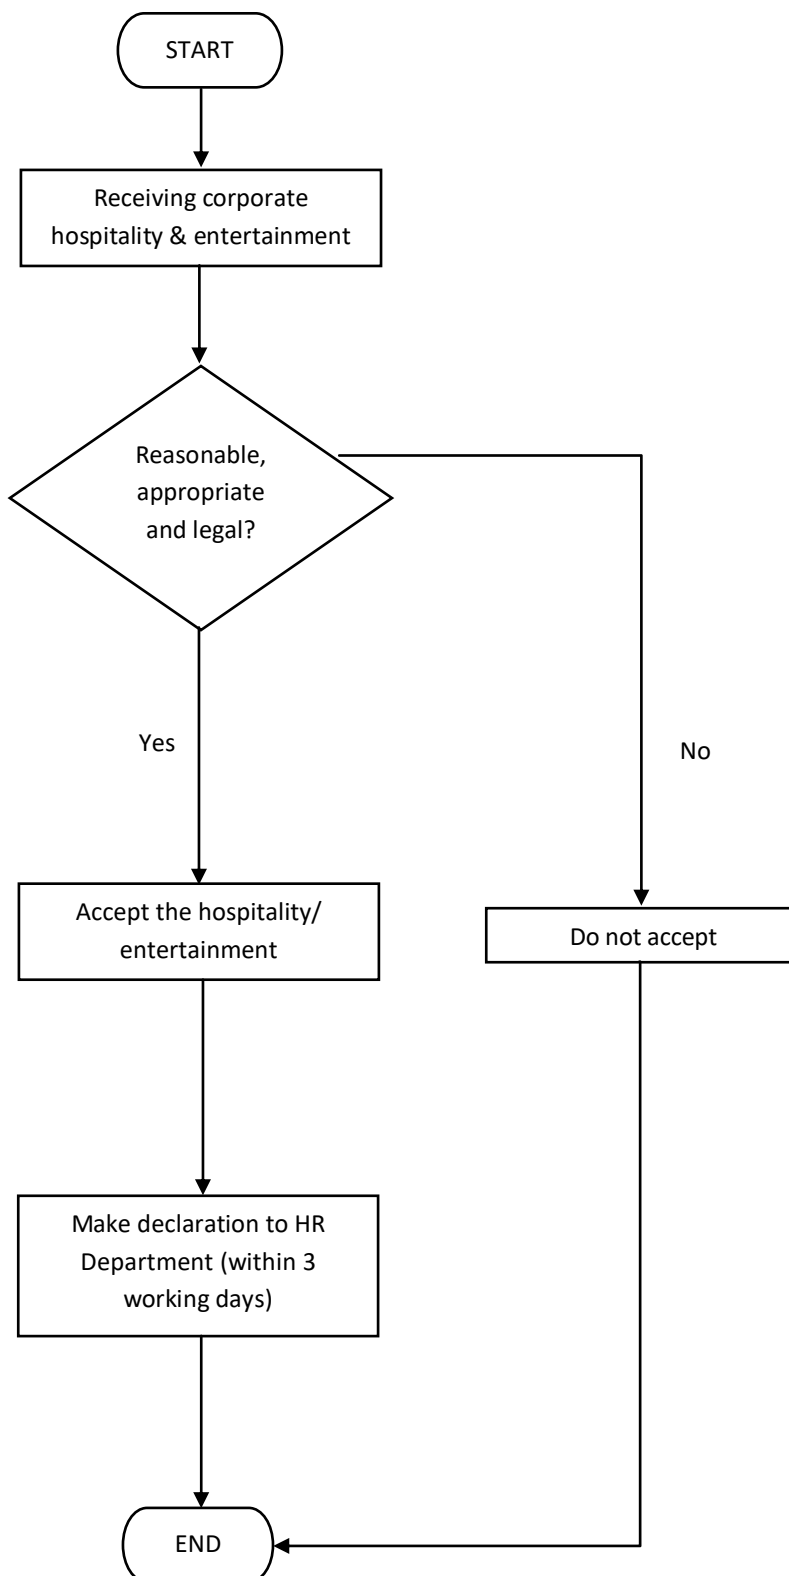 START
Receiving corporate
hospitality & entertainment
Reasonable,
appropriate
and legal?
Yes
No
Accept the hospitality/
entertainment
Do not accept
Make declaration to HR
Department (within 3
working days)
END